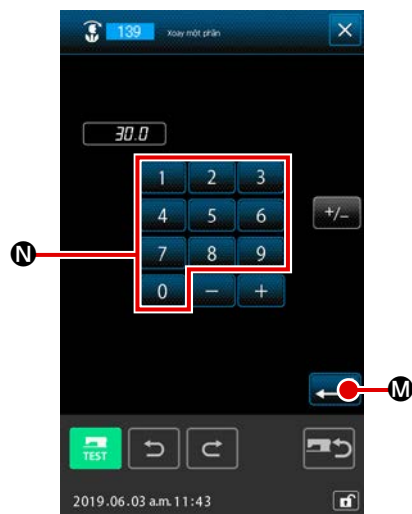 139 Xoay một phần
30.0
1 2 3
4 5 6 +/−
N 7 8 9
0 − +
M
TEST
2019.06.03 a.m.11:43